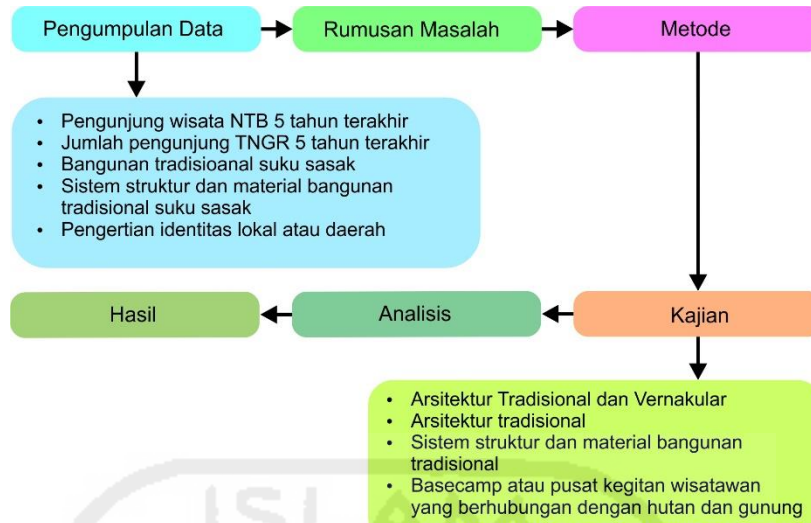 Pengumpulan Data
Rumusan Masalah
Metode
• Pengunjung wisata NTB 5 tahun terakhir
• Jumlah pengunjung TNGR 5 tahun terakhir
• Bangunan tradisioanal suku sasak
• Sistem struktur dan material bangunan
tradisional suku sasak
• Pengertian identitas lokal atau daerah
Hasil
Analisis
Kajian
• Arsitektur Tradisional dan Vernakular
• Arsitektur tradisional
• Sistem struktur dan material bangunan
tradisional
• Basecamp atau pusat kegitan wisatawan
yang berhubungan dengan hutan dan gunung
ISLAM